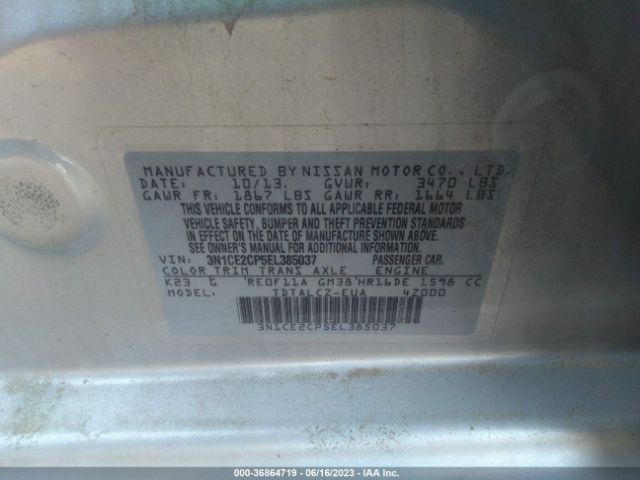 MANUFACTURED BY NISSAN MOTOR CO., LTD.
DATE: 10/13. GVWR: 3470 LBS
GAWR FR: 1867 LBS GAWR RR: 1664 LBS
THIS VEHICLE CONFORMS TO ALL APPLICABLE FEDERAL MOTOR
VEHICLE SAFETY, BUMPER AND THEFT PREVENTION STANDARDS
IN EFFECT ON THE DATE OF MANUFACTURE SHOWN ABOVE.
SEE OWNER'S MANUAL FOR ADDITIONAL INFORMATION.
VIN: 3N1CE2CP5EL385037 PASSENGER CAR.
COLOR TRIM TRANS AXLE ENGINE
K23 G 'RE0F11A GM38'HR16DE 1598 CC
MODEL: TDTALCZ-EUA 4Z000
3N1CE2CP5EL385037
000-36864719 - 06/16/2023 - IAA Inc.